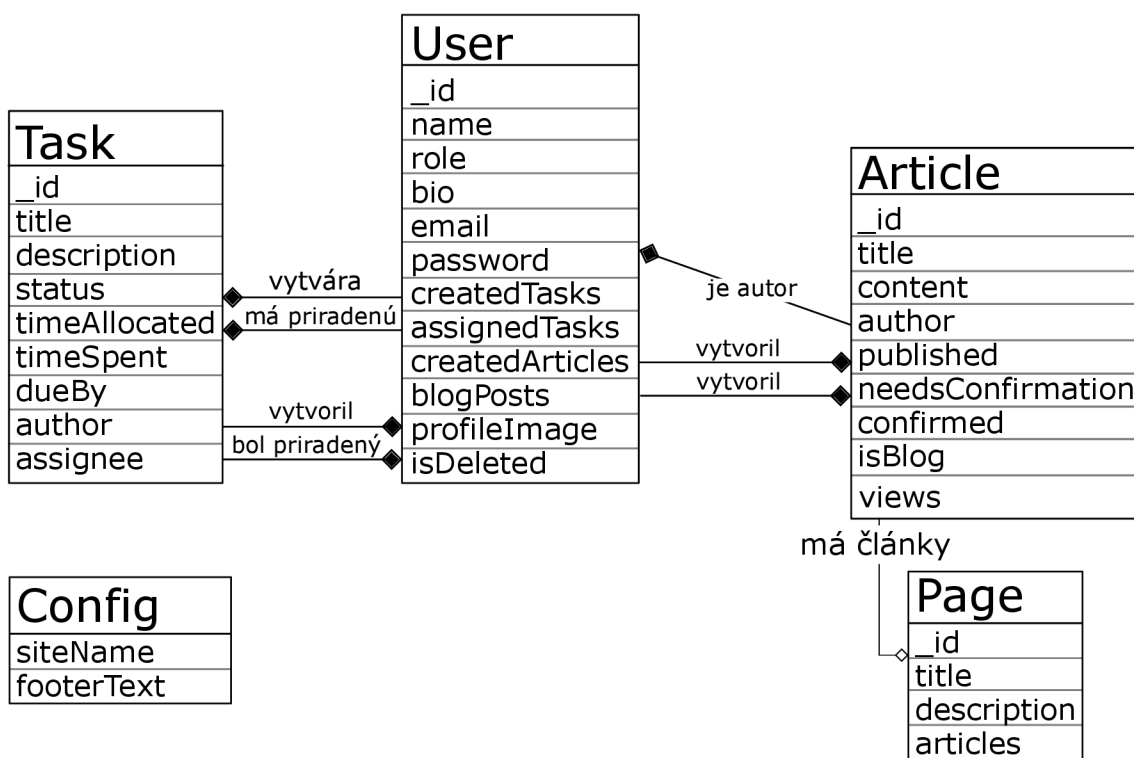 User
_id
name
role
bio
email
password
createdTasks
assignedTasks
createdArticles
blogPosts
profileImage
isDeleted
Task
_id
title
description
status
timeAllocated
timeSpent
dueBy
author
assignee
vytvára
má priradenú
vytvoril
bol priradený
je autor
vytvoril
vytvoril
Article
_id
title
content
author
published
needsConfirmation
confirmed
isBlog
views
má články
Config
siteName
footerText
Page
_id
title
description
articles